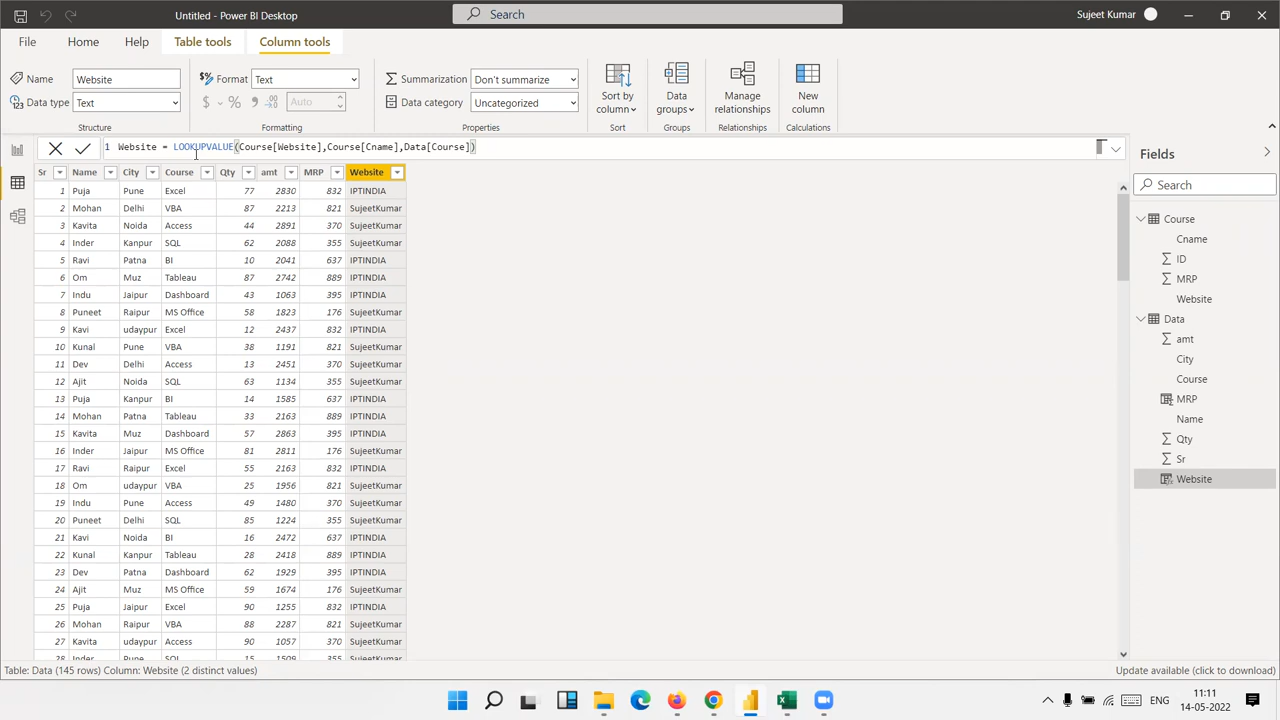 Untitled - Power BI Desktop
Search
Sujeet Kumar
File
Home
Help
Table tools
Column tools
Name
Website
Data type
Text
Structure
Format
Text
$ % Auto
Formatting
Summarization
Don't summarize
Data category
Uncategorized
Properties
Sort by column
Sort
Data groups
Groups
Manage relationships
Relationships
New column
Calculations
1 Website = LOOKUPVALUE(Course[Website],Course[Cname],Data[Course])
Sr Name City Course Qty amt MRP Website
1 Puja Pune Excel 77 2830 832 IPTINDIA
2 Mohan Delhi VBA 87 2213 821 SujeetKumar
3 Kavita Noida Access 44 2891 370 SujeetKumar
4 Inder Kanpur SQL 62 2088 355 SujeetKumar
5 Ravi Patna BI 10 2041 637 IPTINDIA
6 Om Muz Tableau 87 2742 889 IPTINDIA
7 Indu Jaipur Dashboard 43 1063 395 IPTINDIA
8 Puneet Raipur MS Office 58 1823 176 SujeetKumar
9 Kavi udaypur Excel 12 2437 832 IPTINDIA
10 Kunal Pune VBA 38 1191 821 SujeetKumar
11 Dev Delhi Access 13 2451 370 SujeetKumar
12 Ajit Noida SQL 63 1134 355 SujeetKumar
13 Puja Kanpur BI 14 1585 637 IPTINDIA
14 Mohan Patna Tableau 33 2163 889 IPTINDIA
15 Kavita Muz Dashboard 57 2863 395 IPTINDIA
16 Inder Jaipur MS Office 81 2811 176 SujeetKumar
17 Ravi Raipur Excel 55 2163 832 IPTINDIA
18 Om udaypur VBA 25 1956 821 SujeetKumar
19 Indu Pune Access 49 1480 370 SujeetKumar
20 Puneet Delhi SQL 85 1224 355 SujeetKumar
21 Kavi Noida BI 16 2472 637 IPTINDIA
22 Kunal Kanpur Tableau 28 2418 889 IPTINDIA
23 Dev Patna Dashboard 62 1929 395 IPTINDIA
24 Ajit Muz MS Office 59 1674 176 SujeetKumar
25 Puja Jaipur Excel 90 1255 832 IPTINDIA
26 Mohan Raipur VBA 88 2287 821 SujeetKumar
27 Kavita udaypur Access 90 1057 370 SujeetKumar
28 Inder Pune SQL 15 1509 355 SujeetKumar
Fields
Search
Course
Cname
ID
MRP
Website
Data
amt
City
Course
MRP
Name
Qty
Sr
Website
Table: Data (145 rows) Column: Website (2 distinct values)
Update available (click to download)
ENG
11:11
14-05-2022